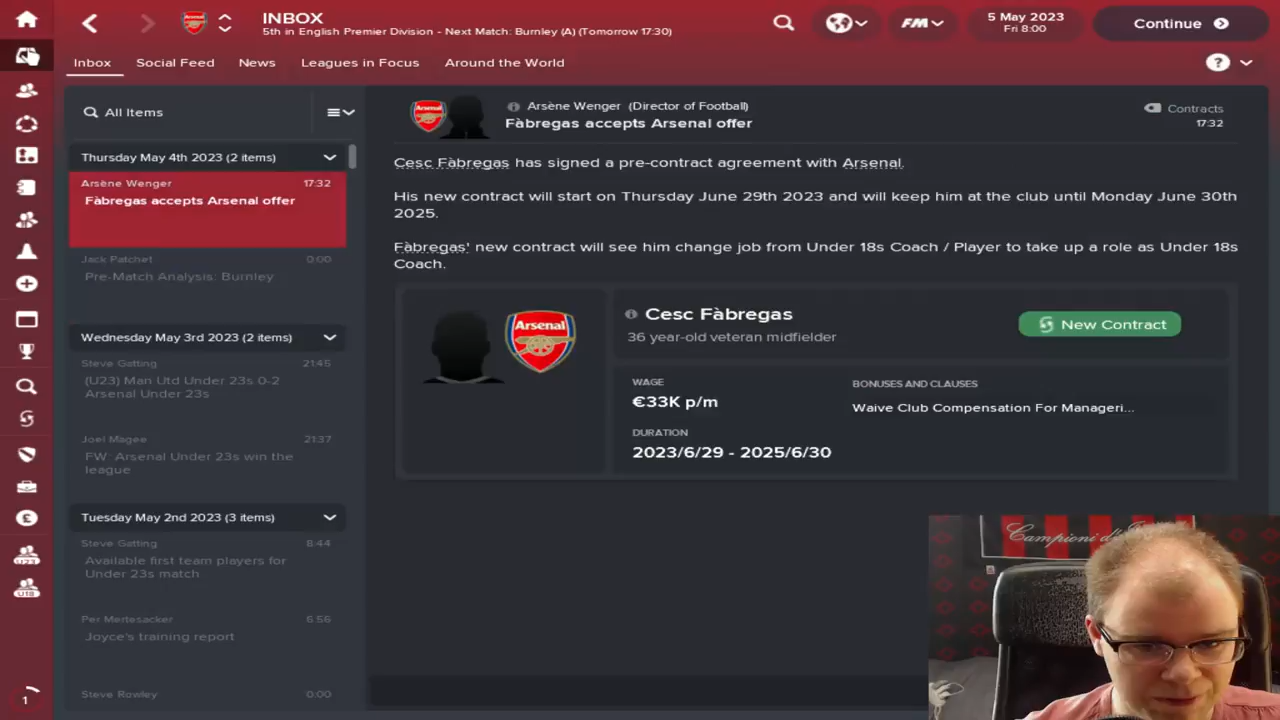 INBOX
5th in English Premier Division - Next Match: Burnley (A) (Tomorrow 17:30)
FM
5 May 2023
Fri 8:00
Continue
Inbox
Social Feed
News
Leagues in Focus
Around the World
?
All Items
Thursday May 4th 2023 (2 items)
Arsène Wenger 17:32
Fàbregas accepts Arsenal offer
Jack Patchet 0:00
Pre-Match Analysis: Burnley
Wednesday May 3rd 2023 (2 items)
Steve Gatting 21:45
(U23) Man Utd Under 23s 0-2
Arsenal Under 23s
Joel Magee 21:37
FW: Arsenal Under 23s win the
league
Tuesday May 2nd 2023 (3 items)
Steve Gatting 8:44
Available first team players for
Under 23s match
Per Mertesacker 6:56
Joyce's training report
Steve Rowley 0:00
Arsenal
Arsène Wenger (Director of Football)
Fàbregas accepts Arsenal offer
Contracts
17:32
Cesc Fàbregas has signed a pre-contract agreement with Arsenal.
His new contract will start on Thursday June 29th 2023 and will keep him at the club until Monday June 30th
2025.
Fàbregas' new contract will see him change job from Under 18s Coach / Player to take up a role as Under 18s
Coach.
Arsenal
Cesc Fàbregas
36 year-old veteran midfielder
New Contract
WAGE
€33K p/m
BONUSES AND CLAUSES
Waive Club Compensation For Manageri...
DURATION
2023/6/29 - 2025/6/30
U23
U18
1
Campioni